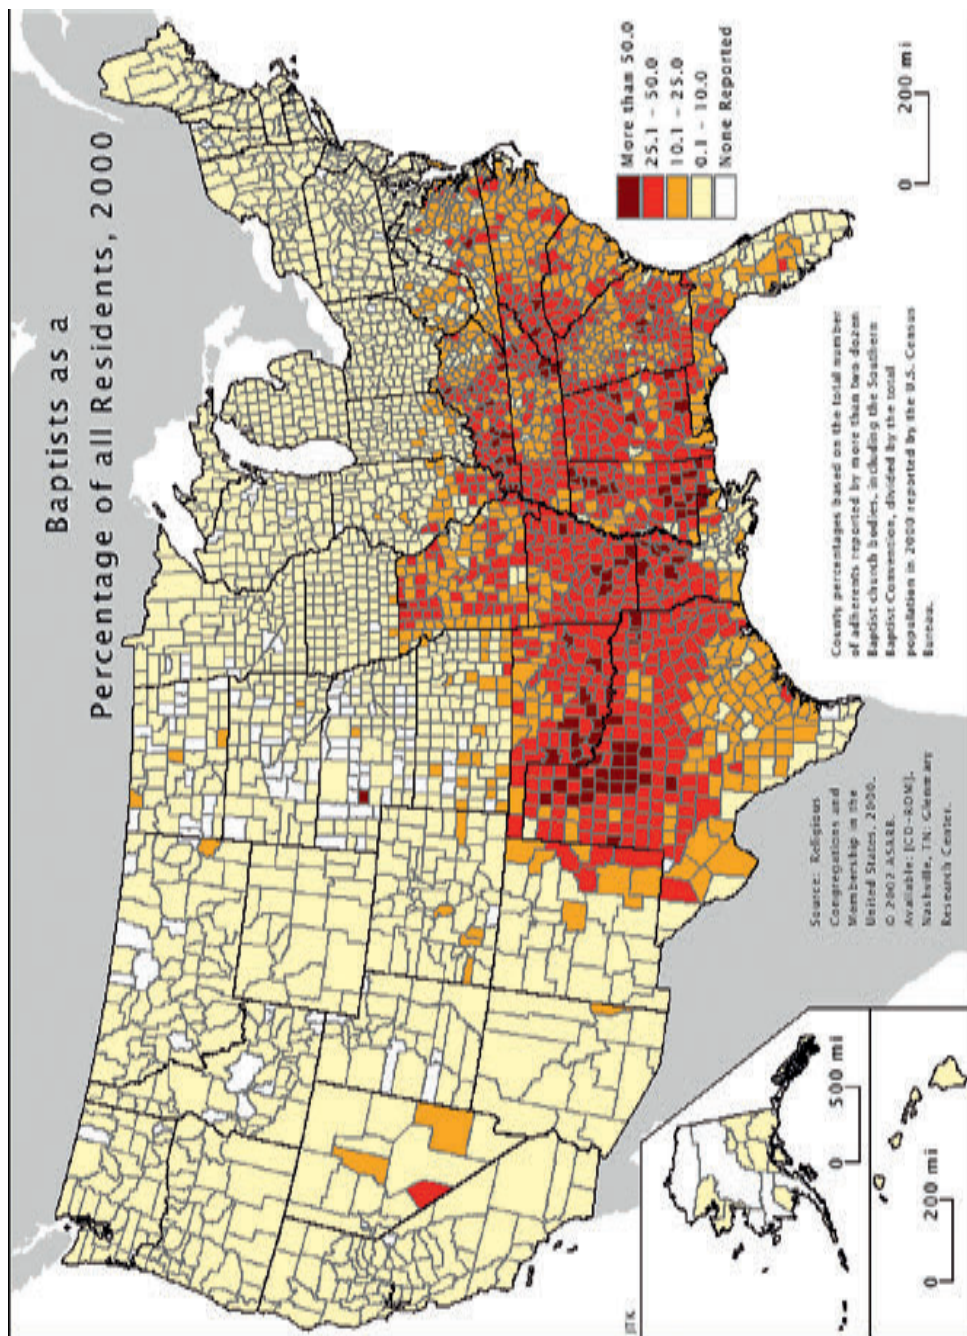 Baptists as a
Percentage of all Residents, 2000
More than 50.0
25.1 - 50.0
10.1 - 25.0
0.1 - 10.0
None Reported
0 200 mi
County percentages based on the total number
of adherents reported by more than two dozen
Baptist church bodies, including the Southern
Baptist Convention, divided by the total
population in 2000 reported by the U.S. Census
Bureau.
Source: Religious
Congregations and
Membership in the
United States, 2000.
© 2002 ASARB.
Available: [CD-ROM].
Nashville, TN: Glenmary
Research Center.
0 500 mi
0 200 mi
JTK